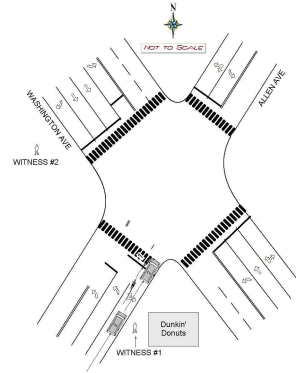 N
NOT TO SCALE
WASHINGTON AVE
ALLEN AVE
WITNESS #2
Dunkin'
Donuts
WITNESS #1